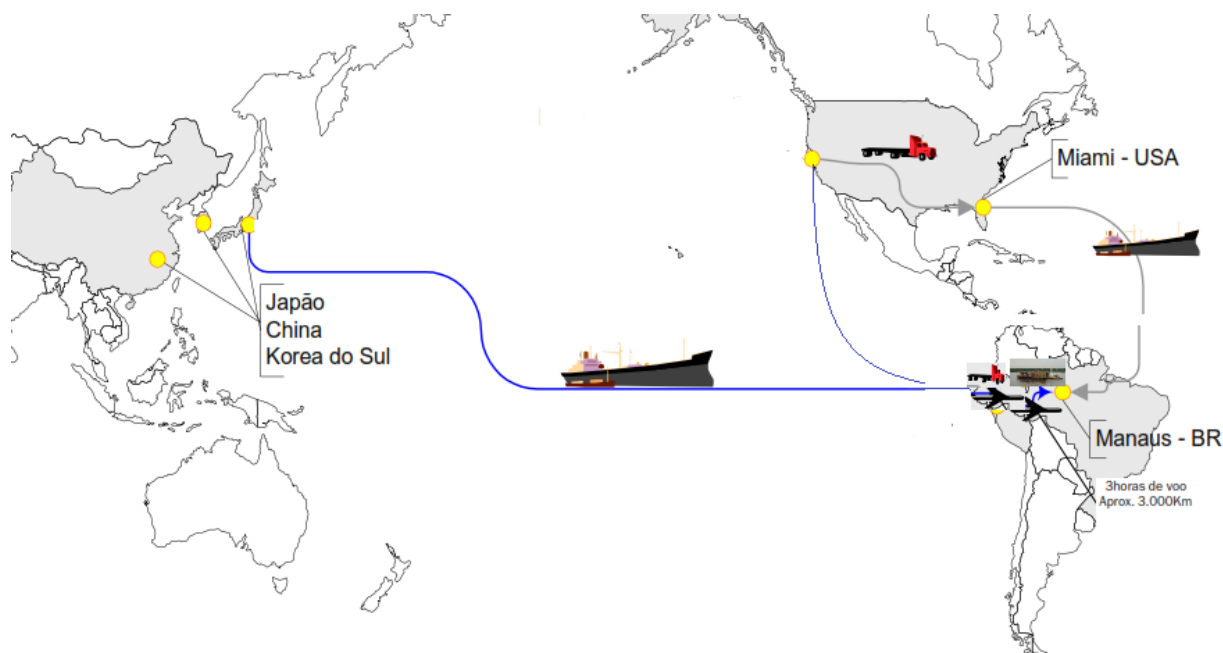 Miami - USA
Japão
China
Korea do Sul
Manaus - BR
3horas de voo
Aprox. 3.000Km